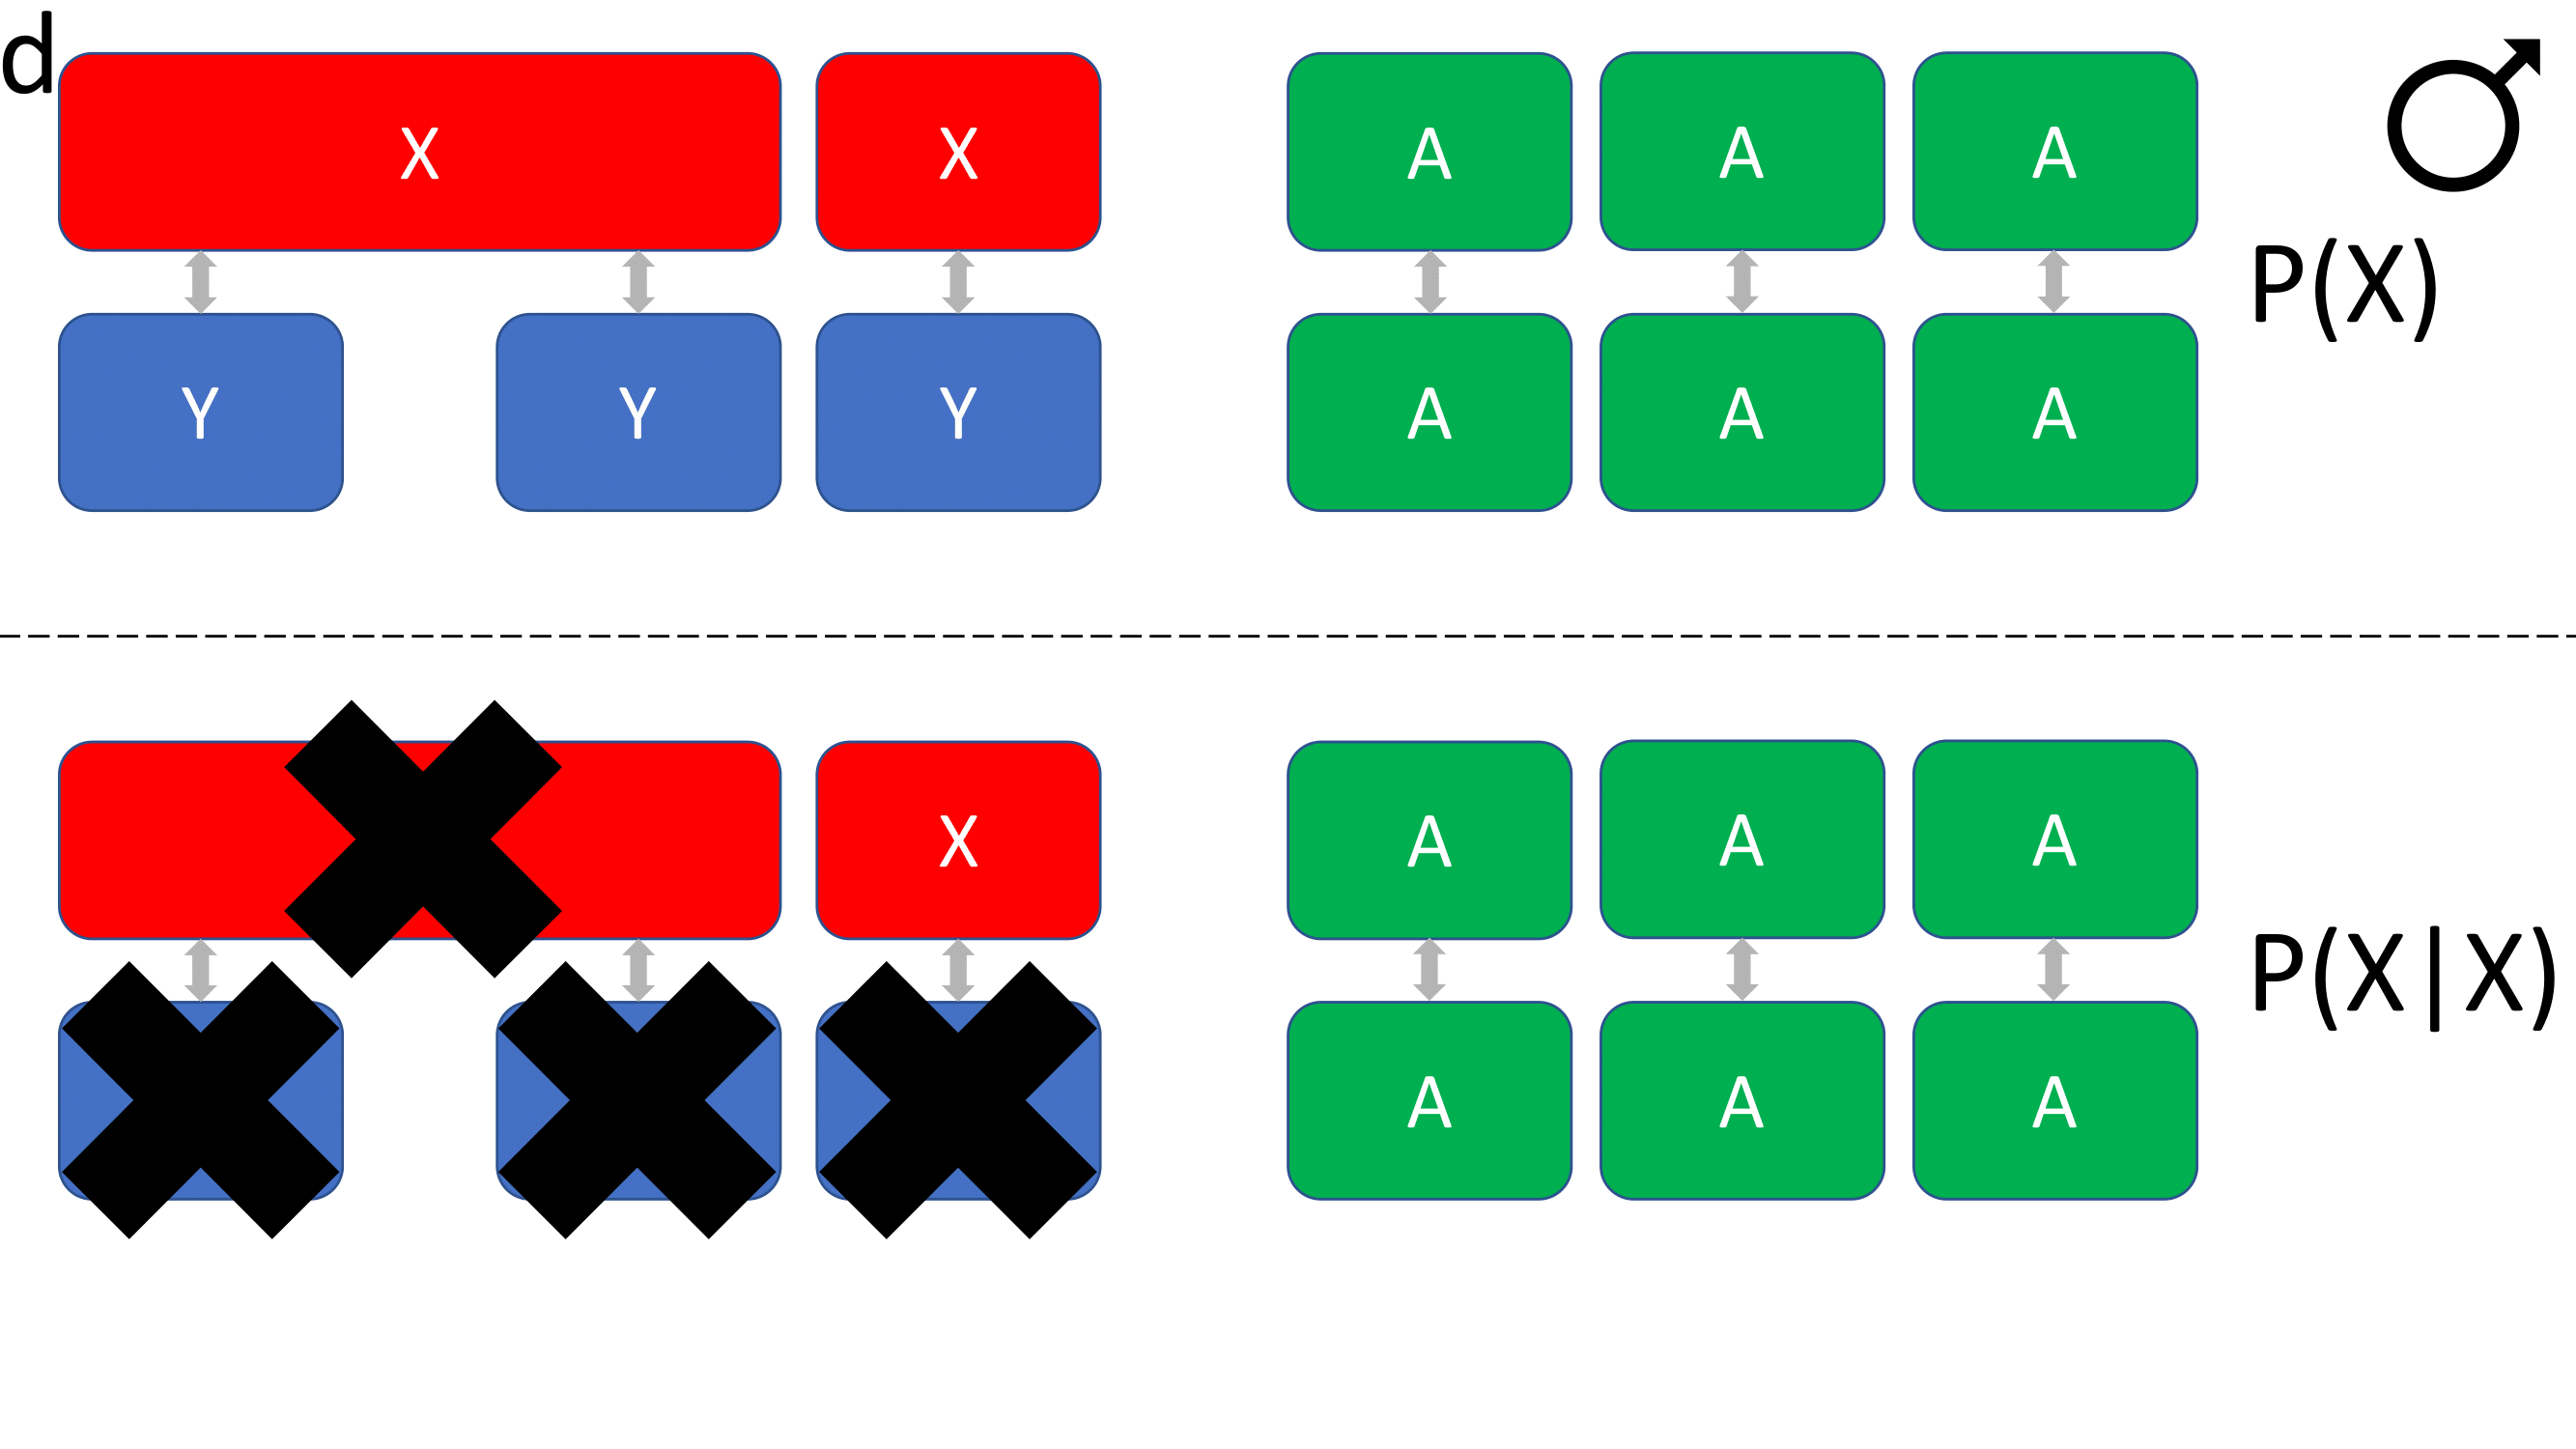 d
X X A A A
P(X)
Y Y Y A A A
X A A A
P(X|X)
A A A